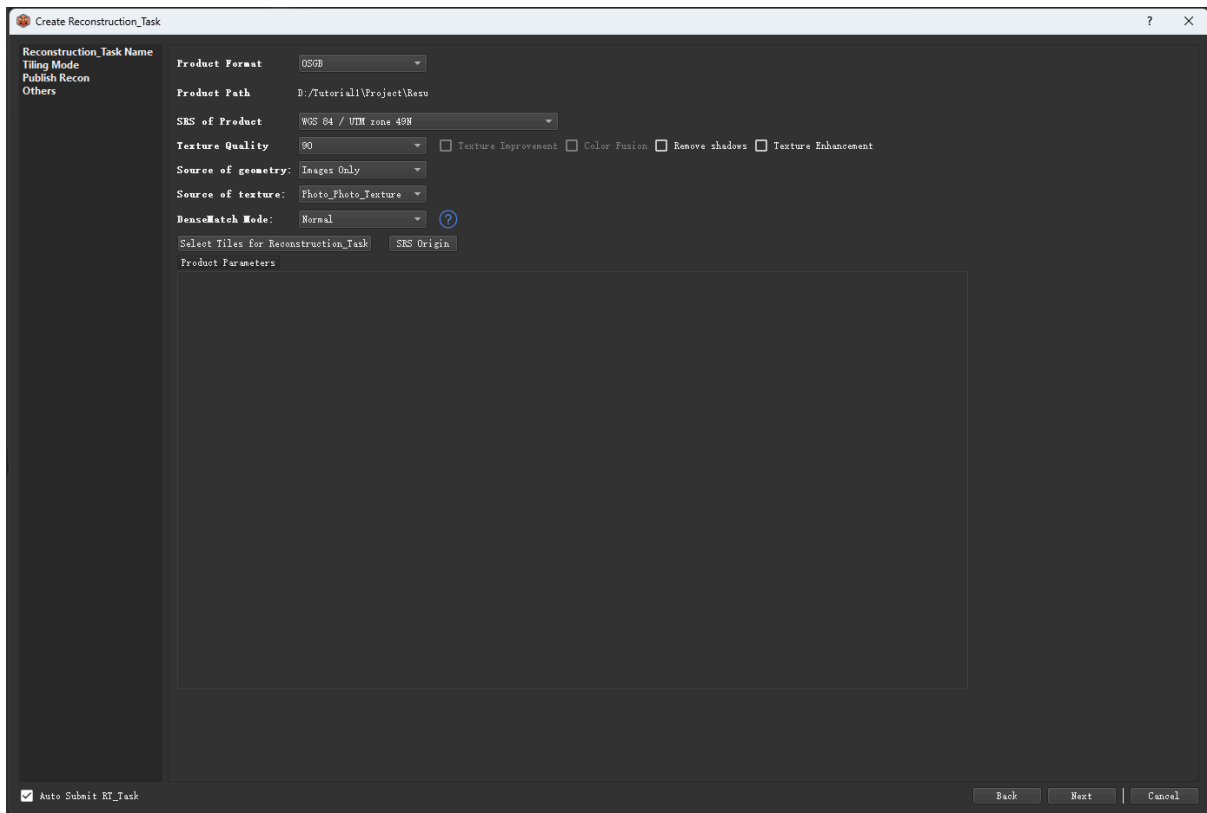 Create Reconstruction_Task
? ×
Reconstruction_Task Name
Tiling Mode
Publish Recon
Others
Product Format OSGB
Product Path D:/Tutorial1\Project\Resu
SRS of Product WGS 84 / UTM zone 49N
Texture Quality 90 Texture Improvement Color Fusion Remove shadows Texture Enhancement
Source of geometry: Images Only
Source of texture: Photo_Photo_Texture
DenseMatch Mode: Normal ?
Select Tiles for Reconstruction_Task SRS Origin
Product Parameters
Auto Submit RT_Task Back Next Cancel